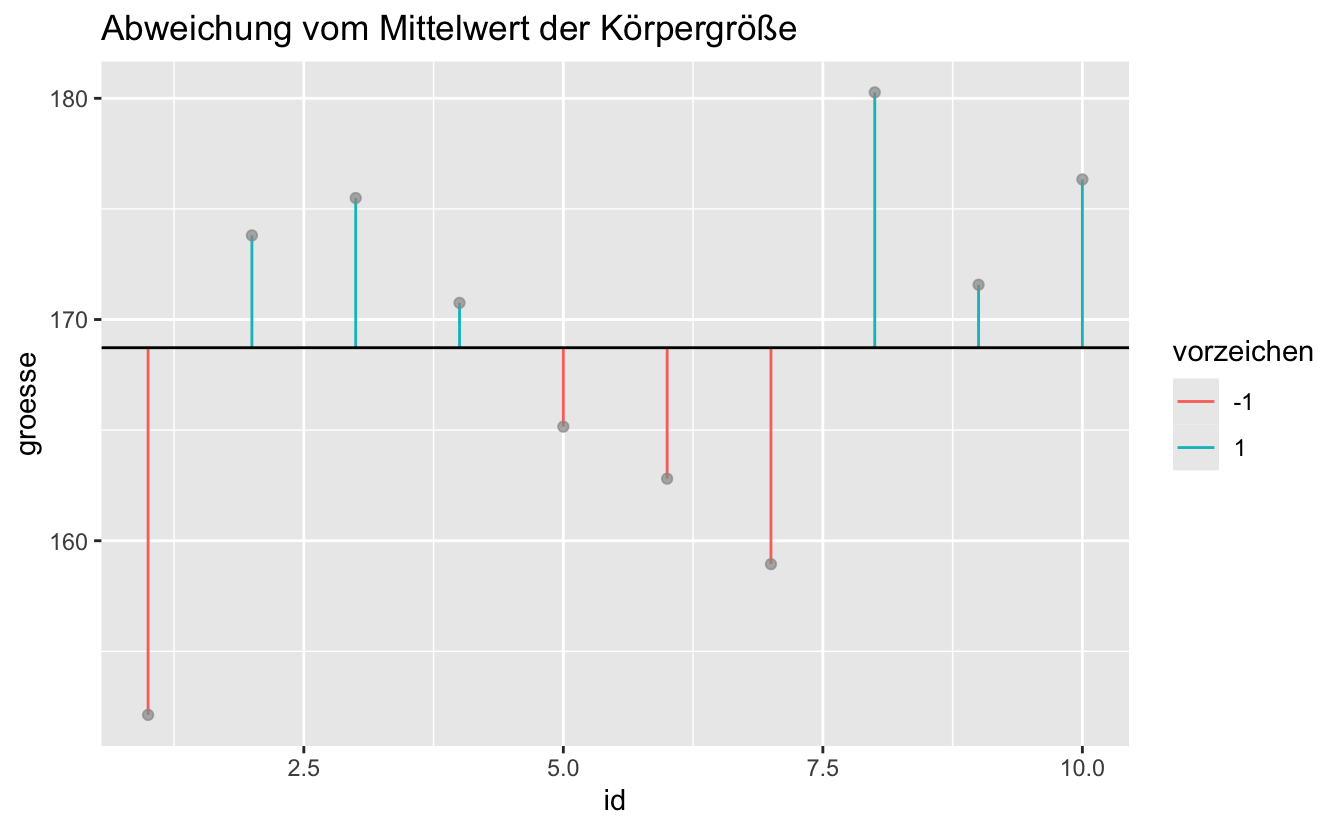 Abweichung vom Mittelwert der Körpergröße
180
170
160
groesse
2.5
5.0
7.5
10.0
id
vorzeichen
-1
1